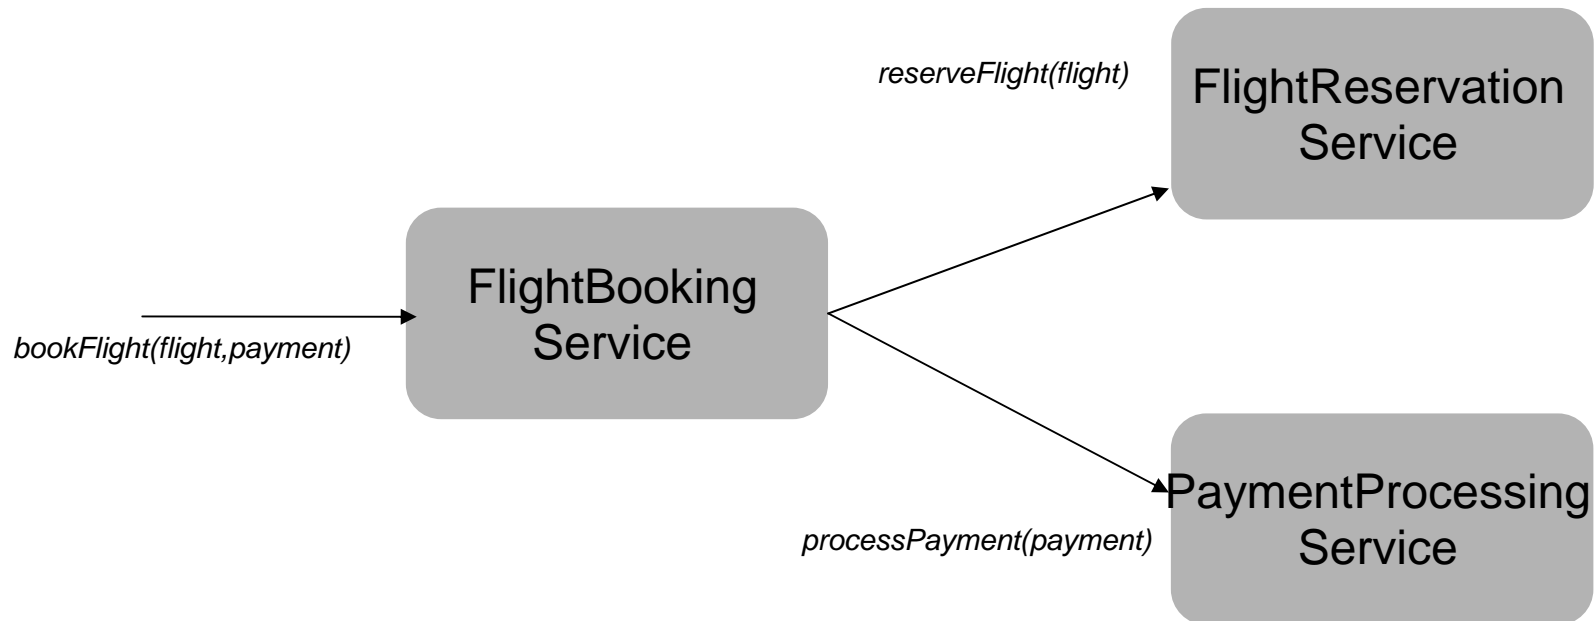 reserveFlight(flight)
FlightReservation
Service
FlightBooking
Service
bookFlight(flight,payment)
PaymentProcessing
Service
processPayment(payment)